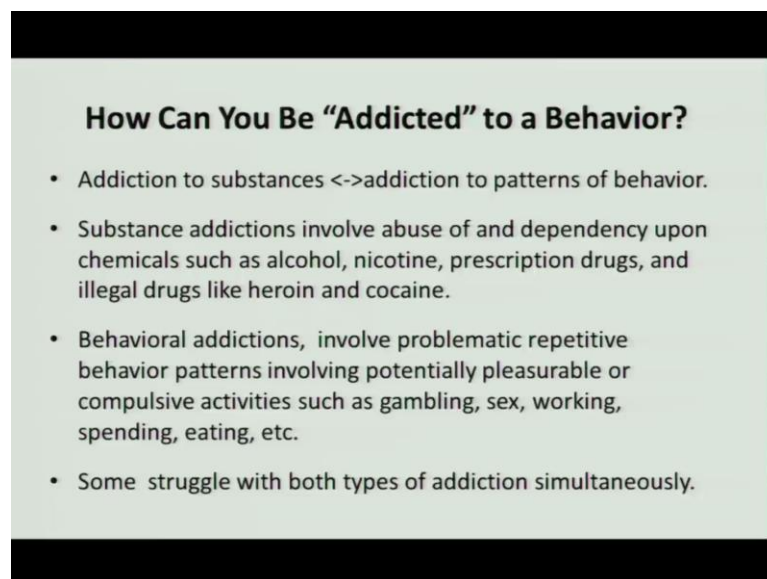 How Can You Be “Addicted” to a Behavior?
• Addiction to substances <->addiction to patterns of behavior.
• Substance addictions involve abuse of and dependency upon
chemicals such as alcohol, nicotine, prescription drugs, and
illegal drugs like heroin and cocaine.
• Behavioral addictions,  involve problematic repetitive
behavior patterns involving potentially pleasurable or
compulsive activities such as gambling, sex, working,
spending, eating, etc.
• Some  struggle with both types of addiction simultaneously.